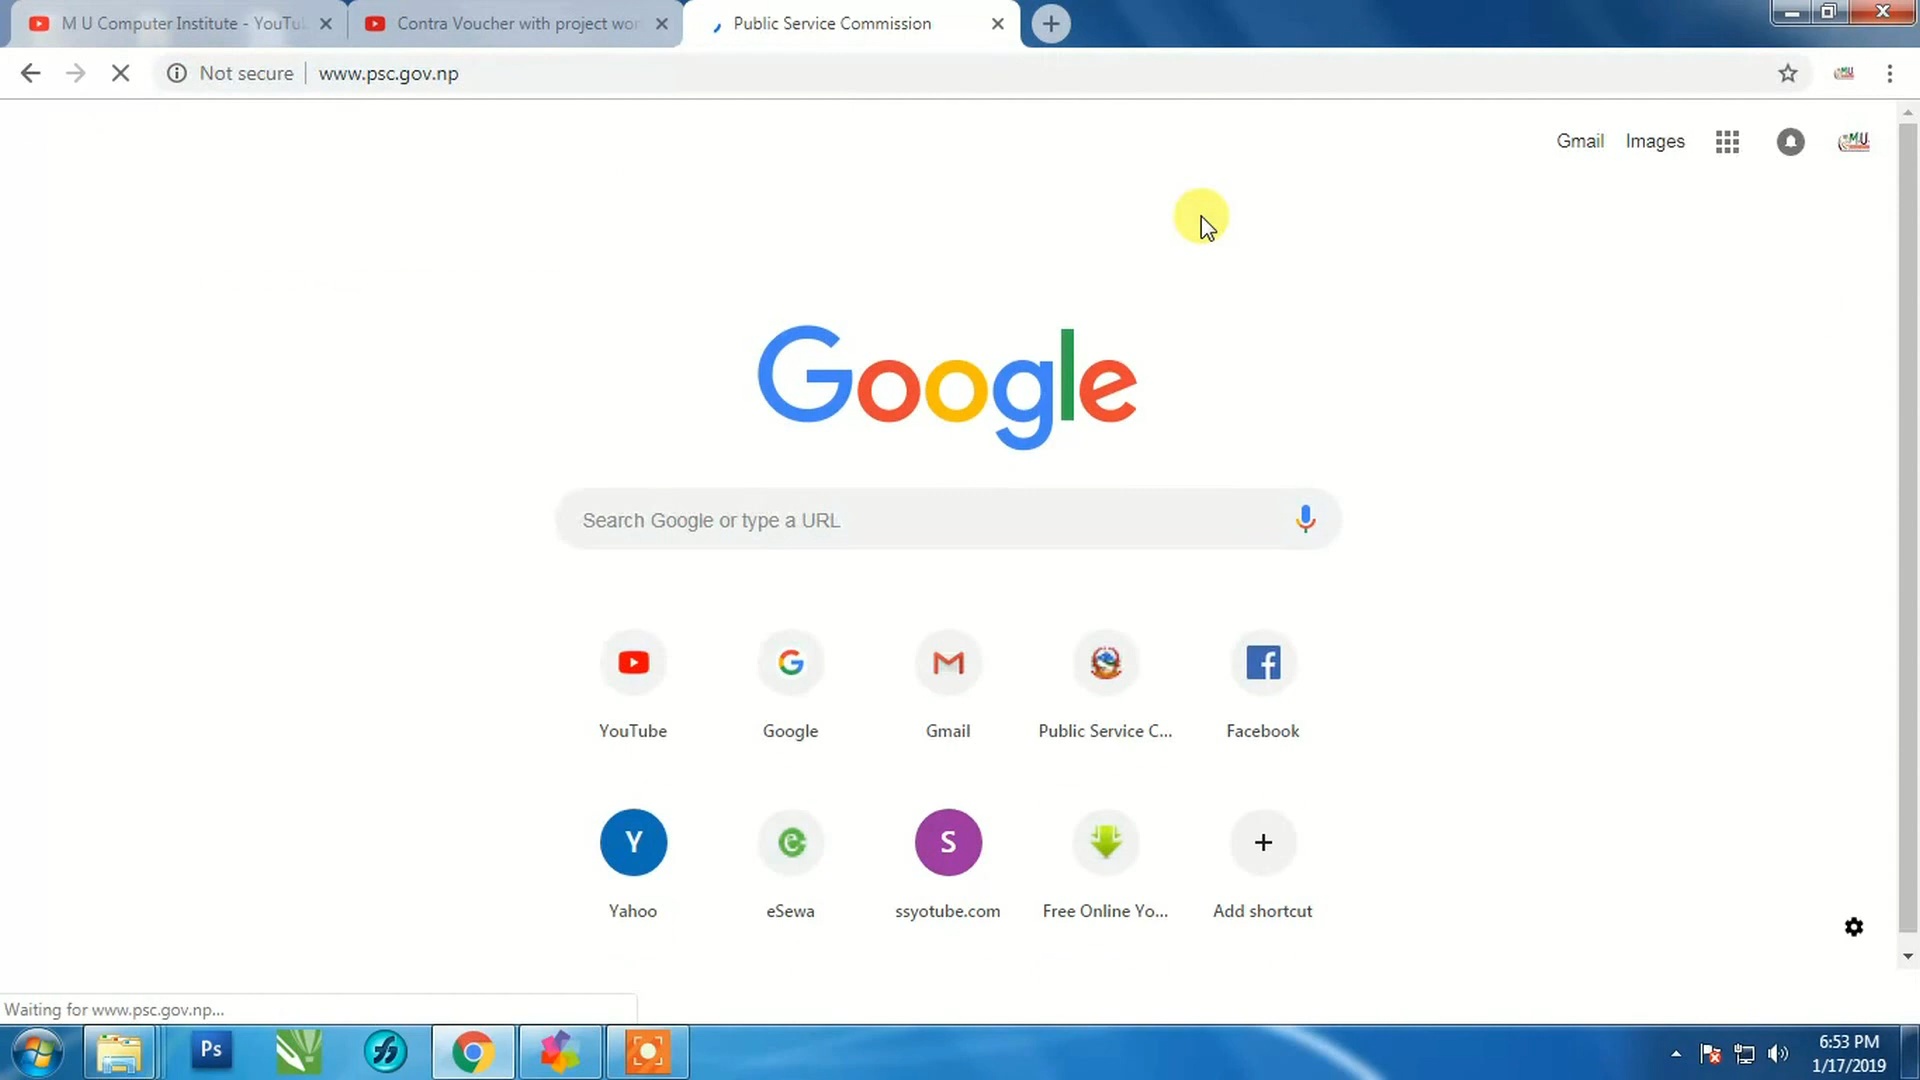 M U Computer Institute - YouTu
Contra Voucher with project wor
Public Service Commission
Not secure
www.psc.gov.np
Gmail
Images
MU
Google
Search Google or type a URL
YouTube
Google
Gmail
Public Service C...
Facebook
Y
S
Yahoo
eSewa
ssyotube.com
Free Online Yo...
Add shortcut
Waiting for www.psc.gov.np...
Ps
6:53 PM
1/17/2019